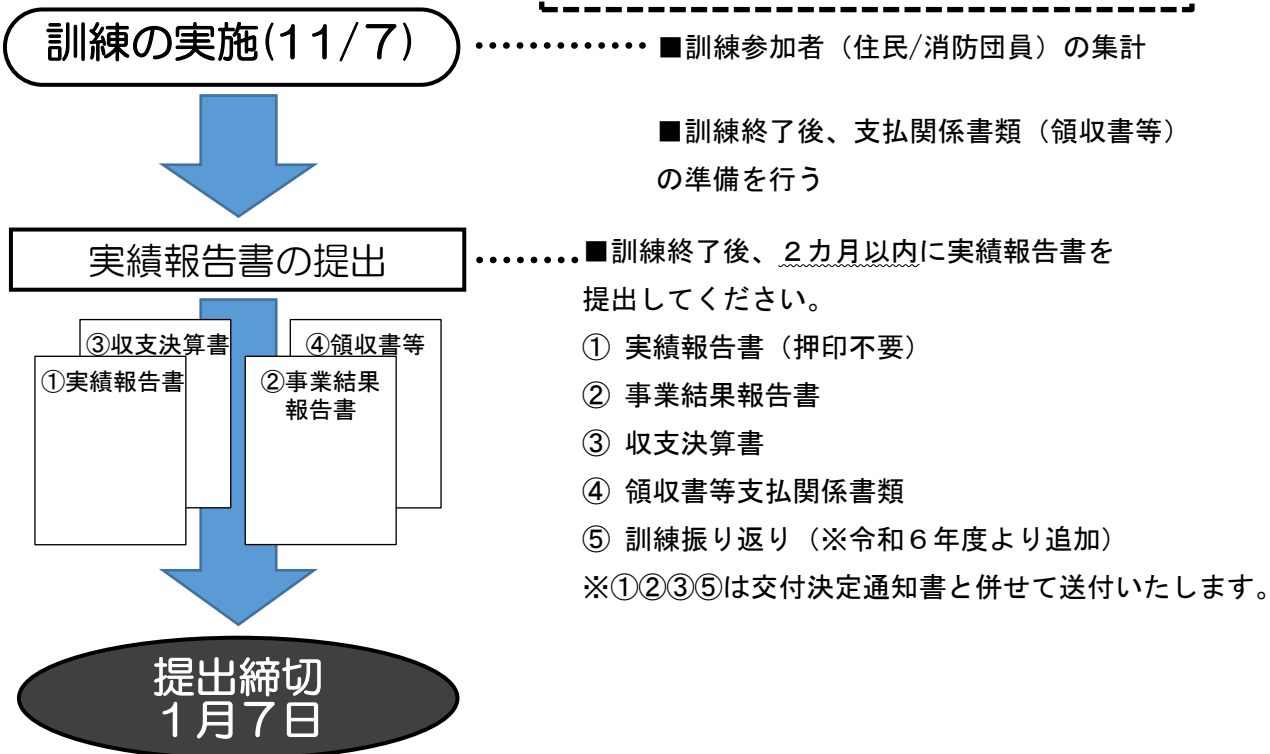 訓練の実施(11/7)
■訓練参加者（住民/消防団員）の集計
■訓練終了後、支払関係書類（領収書等）
の準備を行う
実績報告書の提出
■訓練終了後、２カ月以内に実績報告書を
提出してください。
① 実績報告書（押印不要）
② 事業結果報告書
③ 収支決算書
④ 領収書等支払関係書類
⑤ 訓練振り返り（※令和６年度より追加）
※①②③⑤は交付決定通知書と併せて送付いたします。
③収支決算書
④領収書等
①実績報告書
②事業結果
報告書
提出締切
１月７日